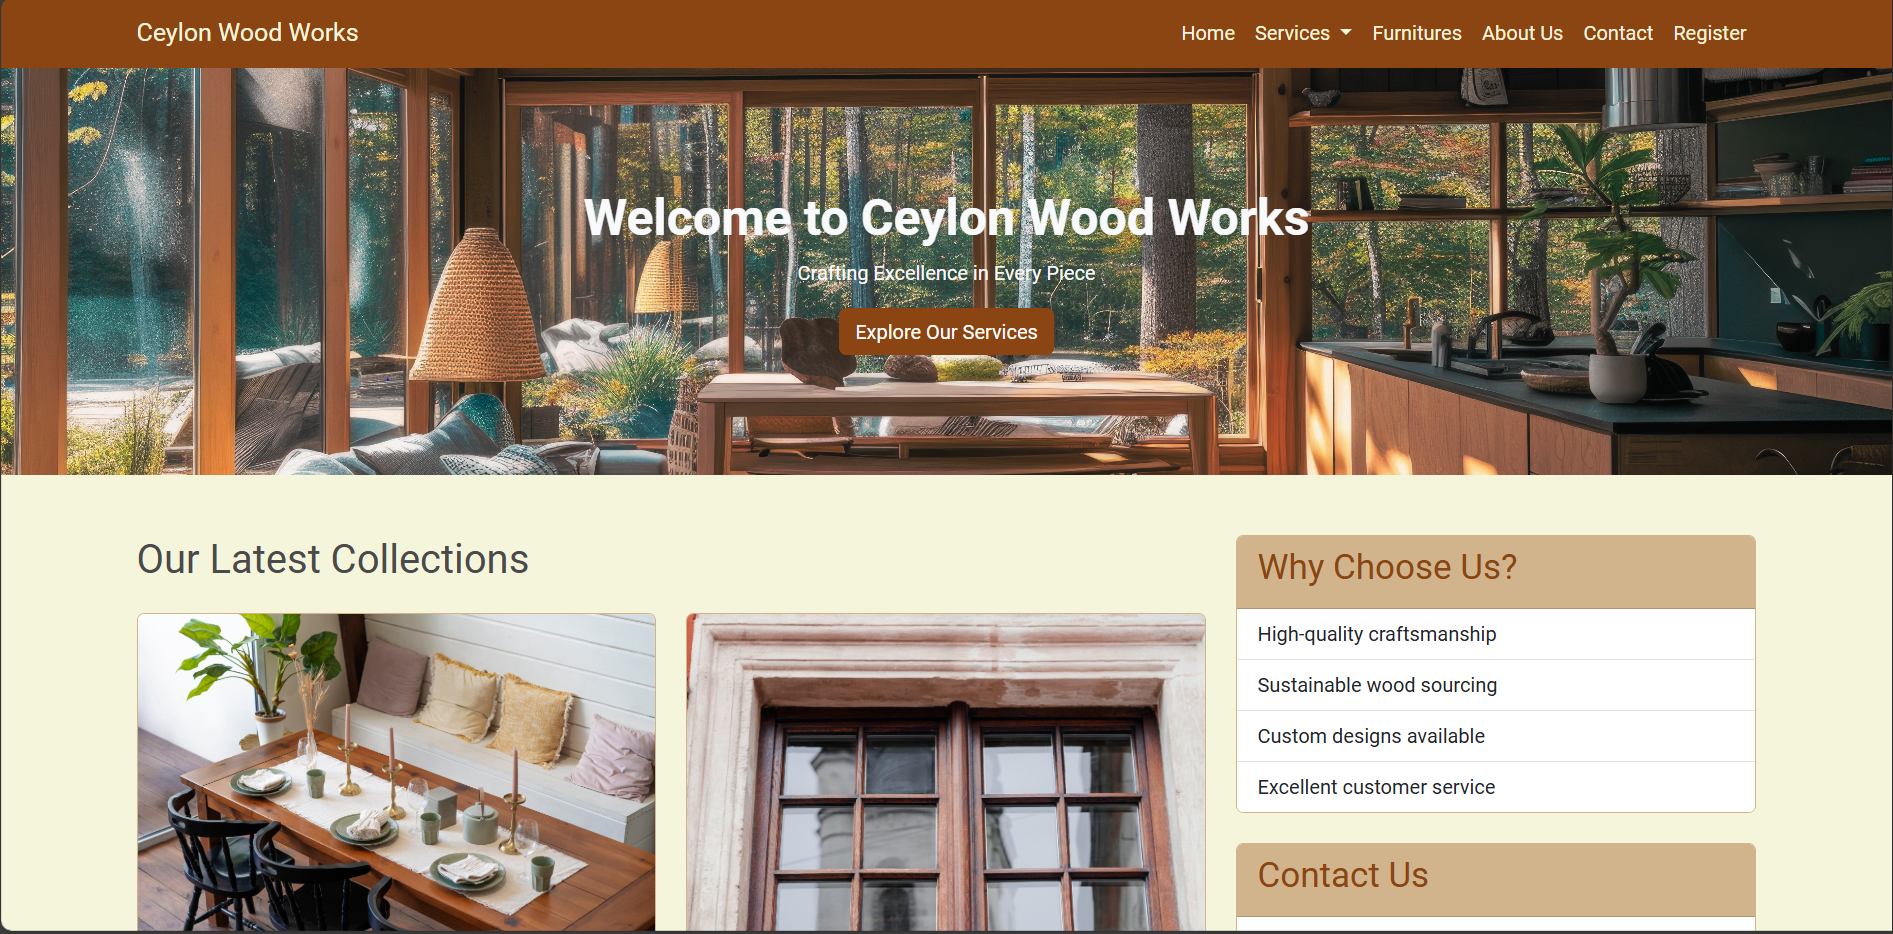 Ceylon Wood Works
Home Services Furnitures About Us Contact Register
Welcome to Ceylon Wood Works
Crafting Excellence in Every Piece
Explore Our Services
Our Latest Collections
Why Choose Us?
High-quality craftsmanship
Sustainable wood sourcing
Custom designs available
Excellent customer service
Contact Us